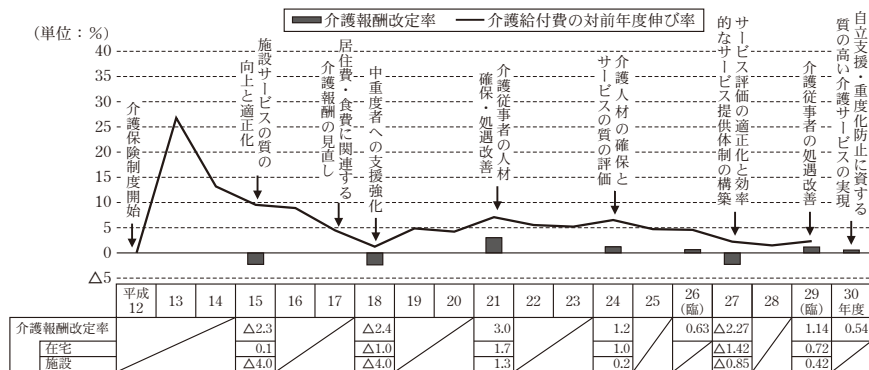 介護報酬改定率 介護給付費の対前年度伸び率
（単位：％）
40
35
30
25
20
15
10
5
0
△5
介護保険制度開始
施設サービスの質の
向上と適正化
居住費・食費に関連する
介護報酬の見直し
中重度者への支援強化
介護従事者の人材
確保・処遇改善
介護人材の確保と
サービスの質の評価
サービス評価の適正化と効率
的なサービス提供体制の構築
介護従事者の処遇改善
自立支援・重度化防止に資する
質の高い介護サービスの実現
平成12 13 14 15 16 17 18 19 20 21 22 23 24 25 26（臨） 27 28 29（臨） 30年度
介護報酬改定率 △2.3 △2.4 3.0 1.2 0.63 △2.27 1.14 0.54
在宅 0.1 △1.0 1.7 1.0 △1.42 0.72
施設 △4.0 △4.0 1.3 0.2 △0.85 0.42